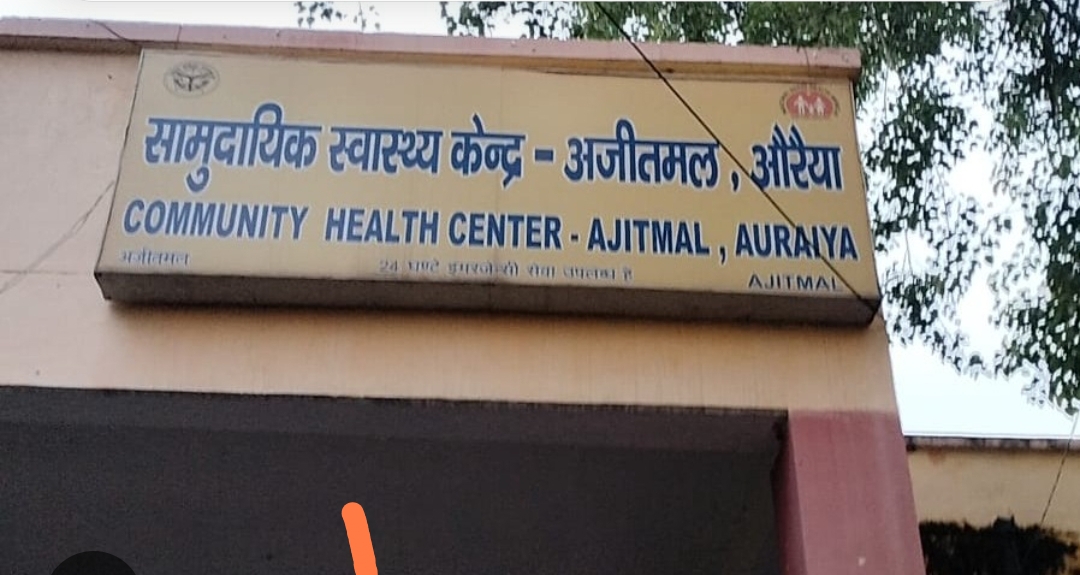 सामुदायिक स्वास्थ्य केन्द्र - अजीतमल , औरैया
COMMUNITY HEALTH CENTER - AJITMAL , AURAIYA
अजीतमल
24 घण्टे इमरजेन्सी सेवा उपलब्ध है
AJITMAL